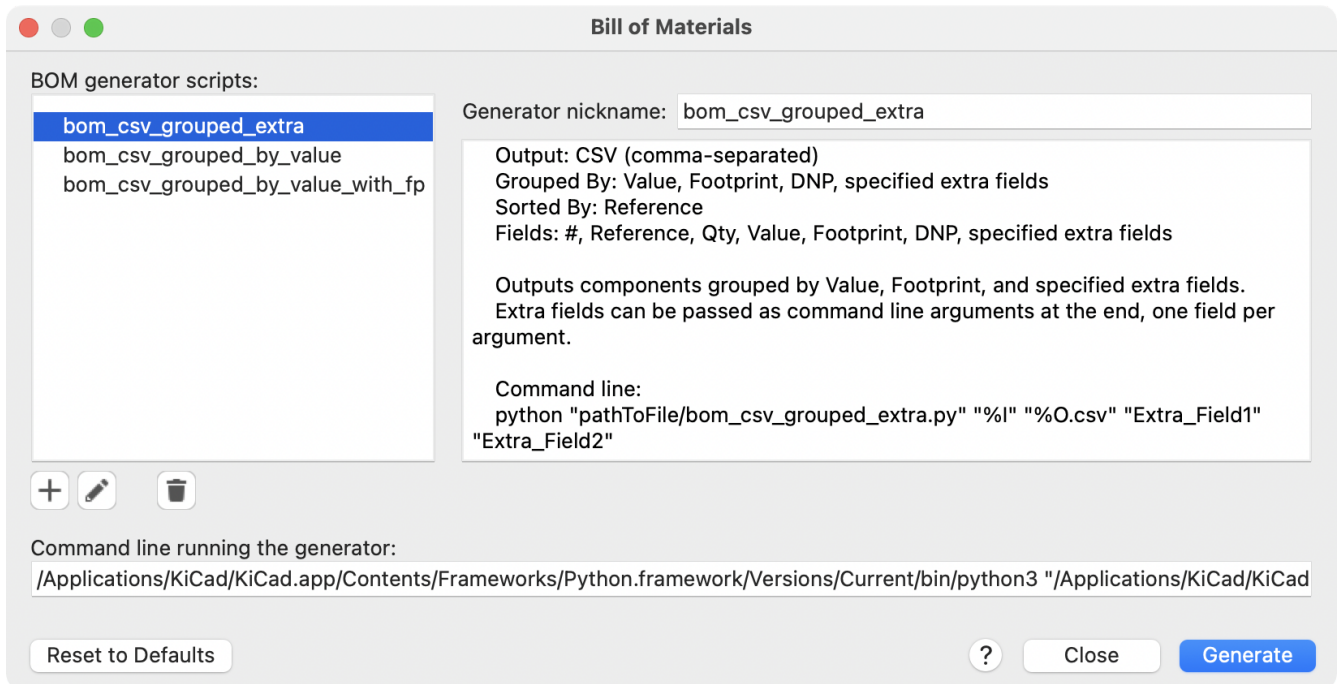 Bill of Materials
BOM generator scripts:
bom_csv_grouped_extra
bom_csv_grouped_by_value
bom_csv_grouped_by_value_with_fp
Generator nickname: bom_csv_grouped_extra
Output: CSV (comma-separated)
Grouped By: Value, Footprint, DNP, specified extra fields
Sorted By: Reference
Fields: #, Reference, Qty, Value, Footprint, DNP, specified extra fields
Outputs components grouped by Value, Footprint, and specified extra fields.
Extra fields can be passed as command line arguments at the end, one field per
argument.
Command line:
python "pathToFile/bom_csv_grouped_extra.py" "%I" "%O.csv" "Extra_Field1"
"Extra_Field2"
Command line running the generator:
/Applications/KiCad/KiCad.app/Contents/Frameworks/Python.framework/Versions/Current/bin/python3 "/Applications/KiCad/KiCad
Reset to Defaults
?
Close
Generate